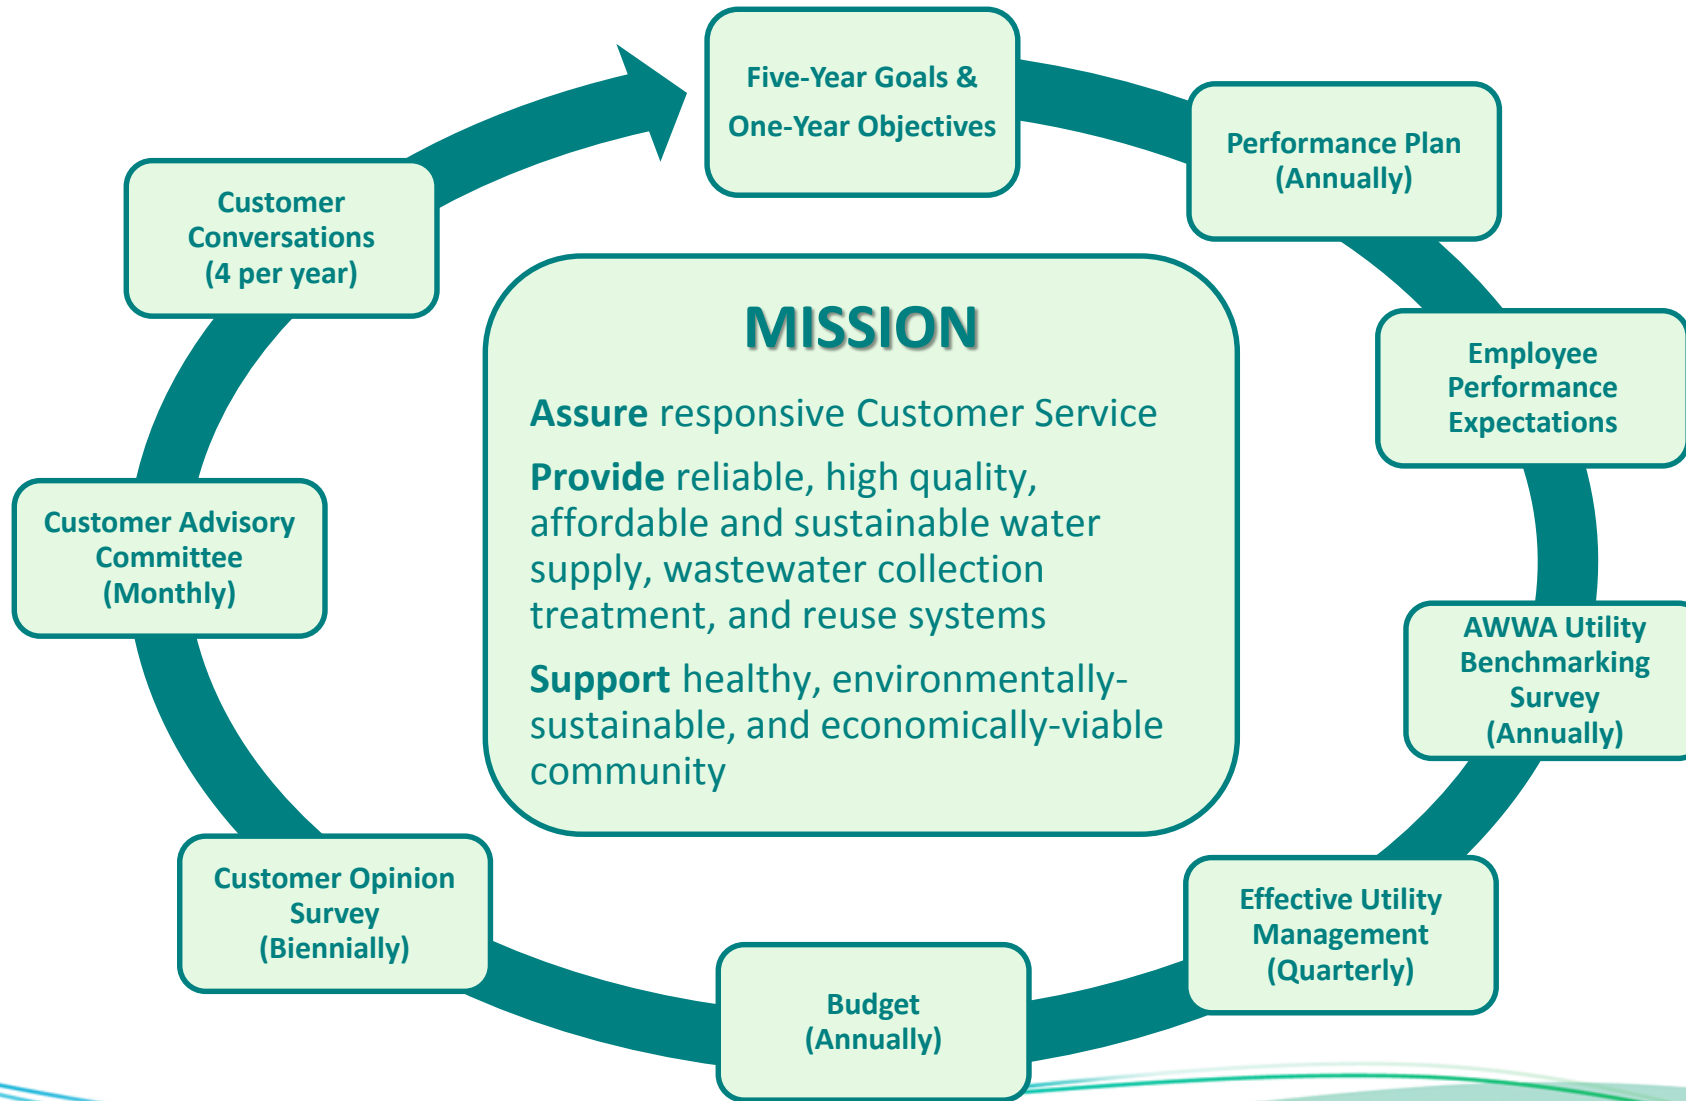 Five-Year Goals &
One-Year Objectives
Performance Plan
(Annually)
Employee
Performance
Expectations
AWWA Utility
Benchmarking
Survey
(Annually)
Effective Utility
Management
(Quarterly)
Budget
(Annually)
Customer Opinion
Survey
(Biennially)
Customer Advisory
Committee
(Monthly)
Customer
Conversations
(4 per year)
MISSION
Assure responsive Customer Service
Provide reliable, high quality,
affordable and sustainable water
supply, wastewater collection
treatment, and reuse systems
Support healthy, environmentally-
sustainable, and economically-viable
community